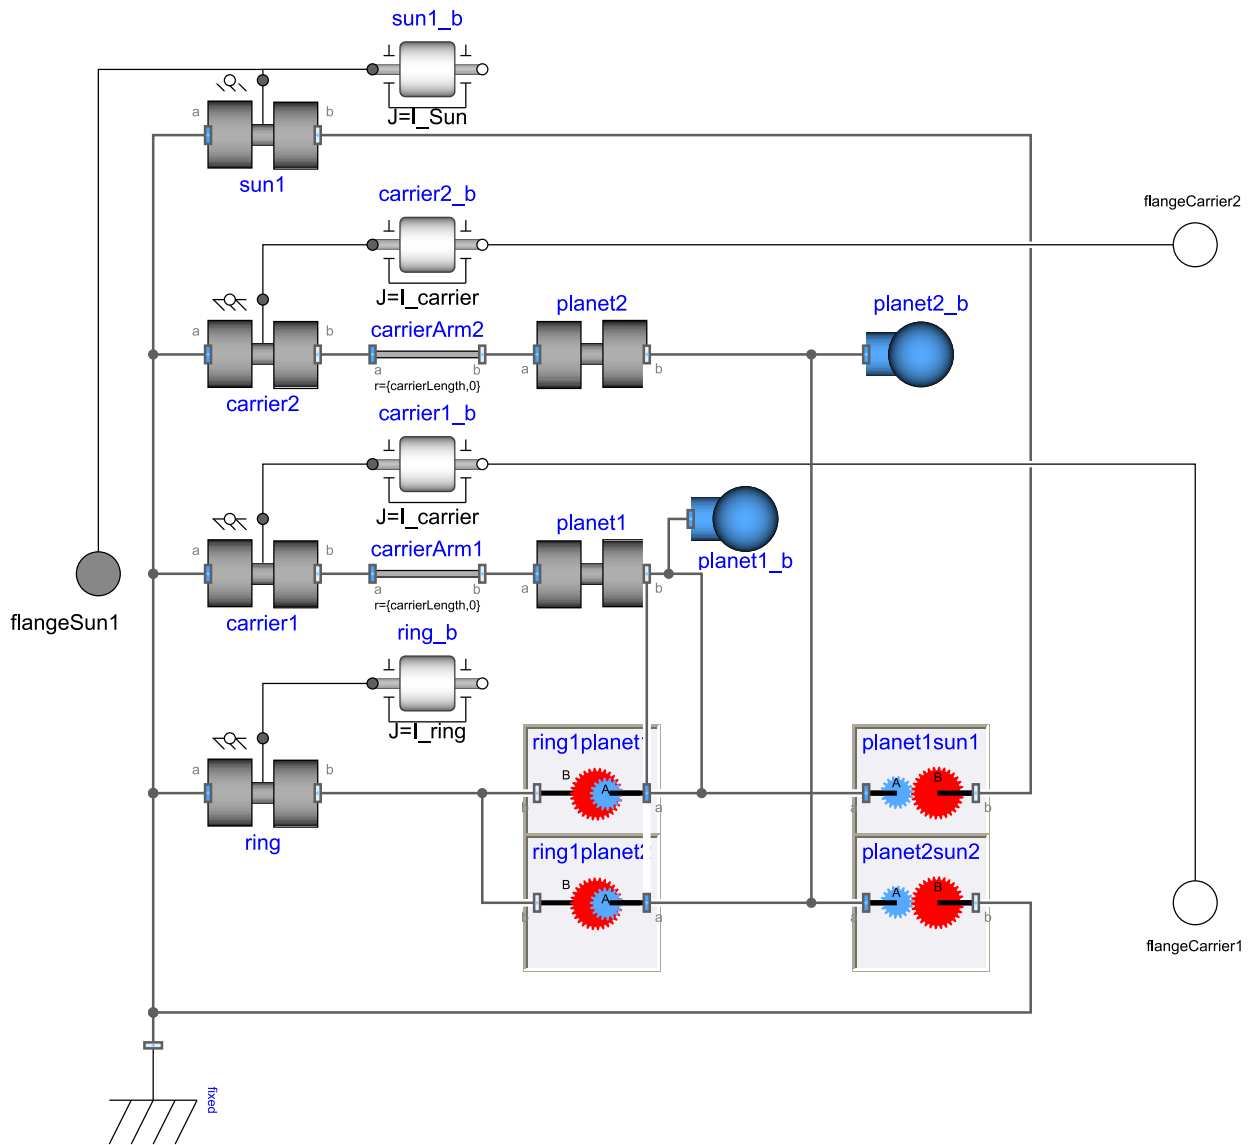 sun1_b
a
b
J=I_Sun
sun1
carrier2_b
flangeCarrier2
J=I_carrier
planet2
planet2_b
a
b
carrierArm2
a
b
a
b
r={carrierLength,0}
carrier2
carrier1_b
J=I_carrier
planet1
a
b
carrierArm1
planet1_b
a
b
a
b
r={carrierLength,0}
flangeSun1
carrier1
ring_b
J=I_ring
ring1planet1
planet1sun1
a
b
B
A
A
B
b
a
a
b
ring
ring1planet2
planet2sun2
B
A
A
B
b
a
a
b
flangeCarrier1
fixed